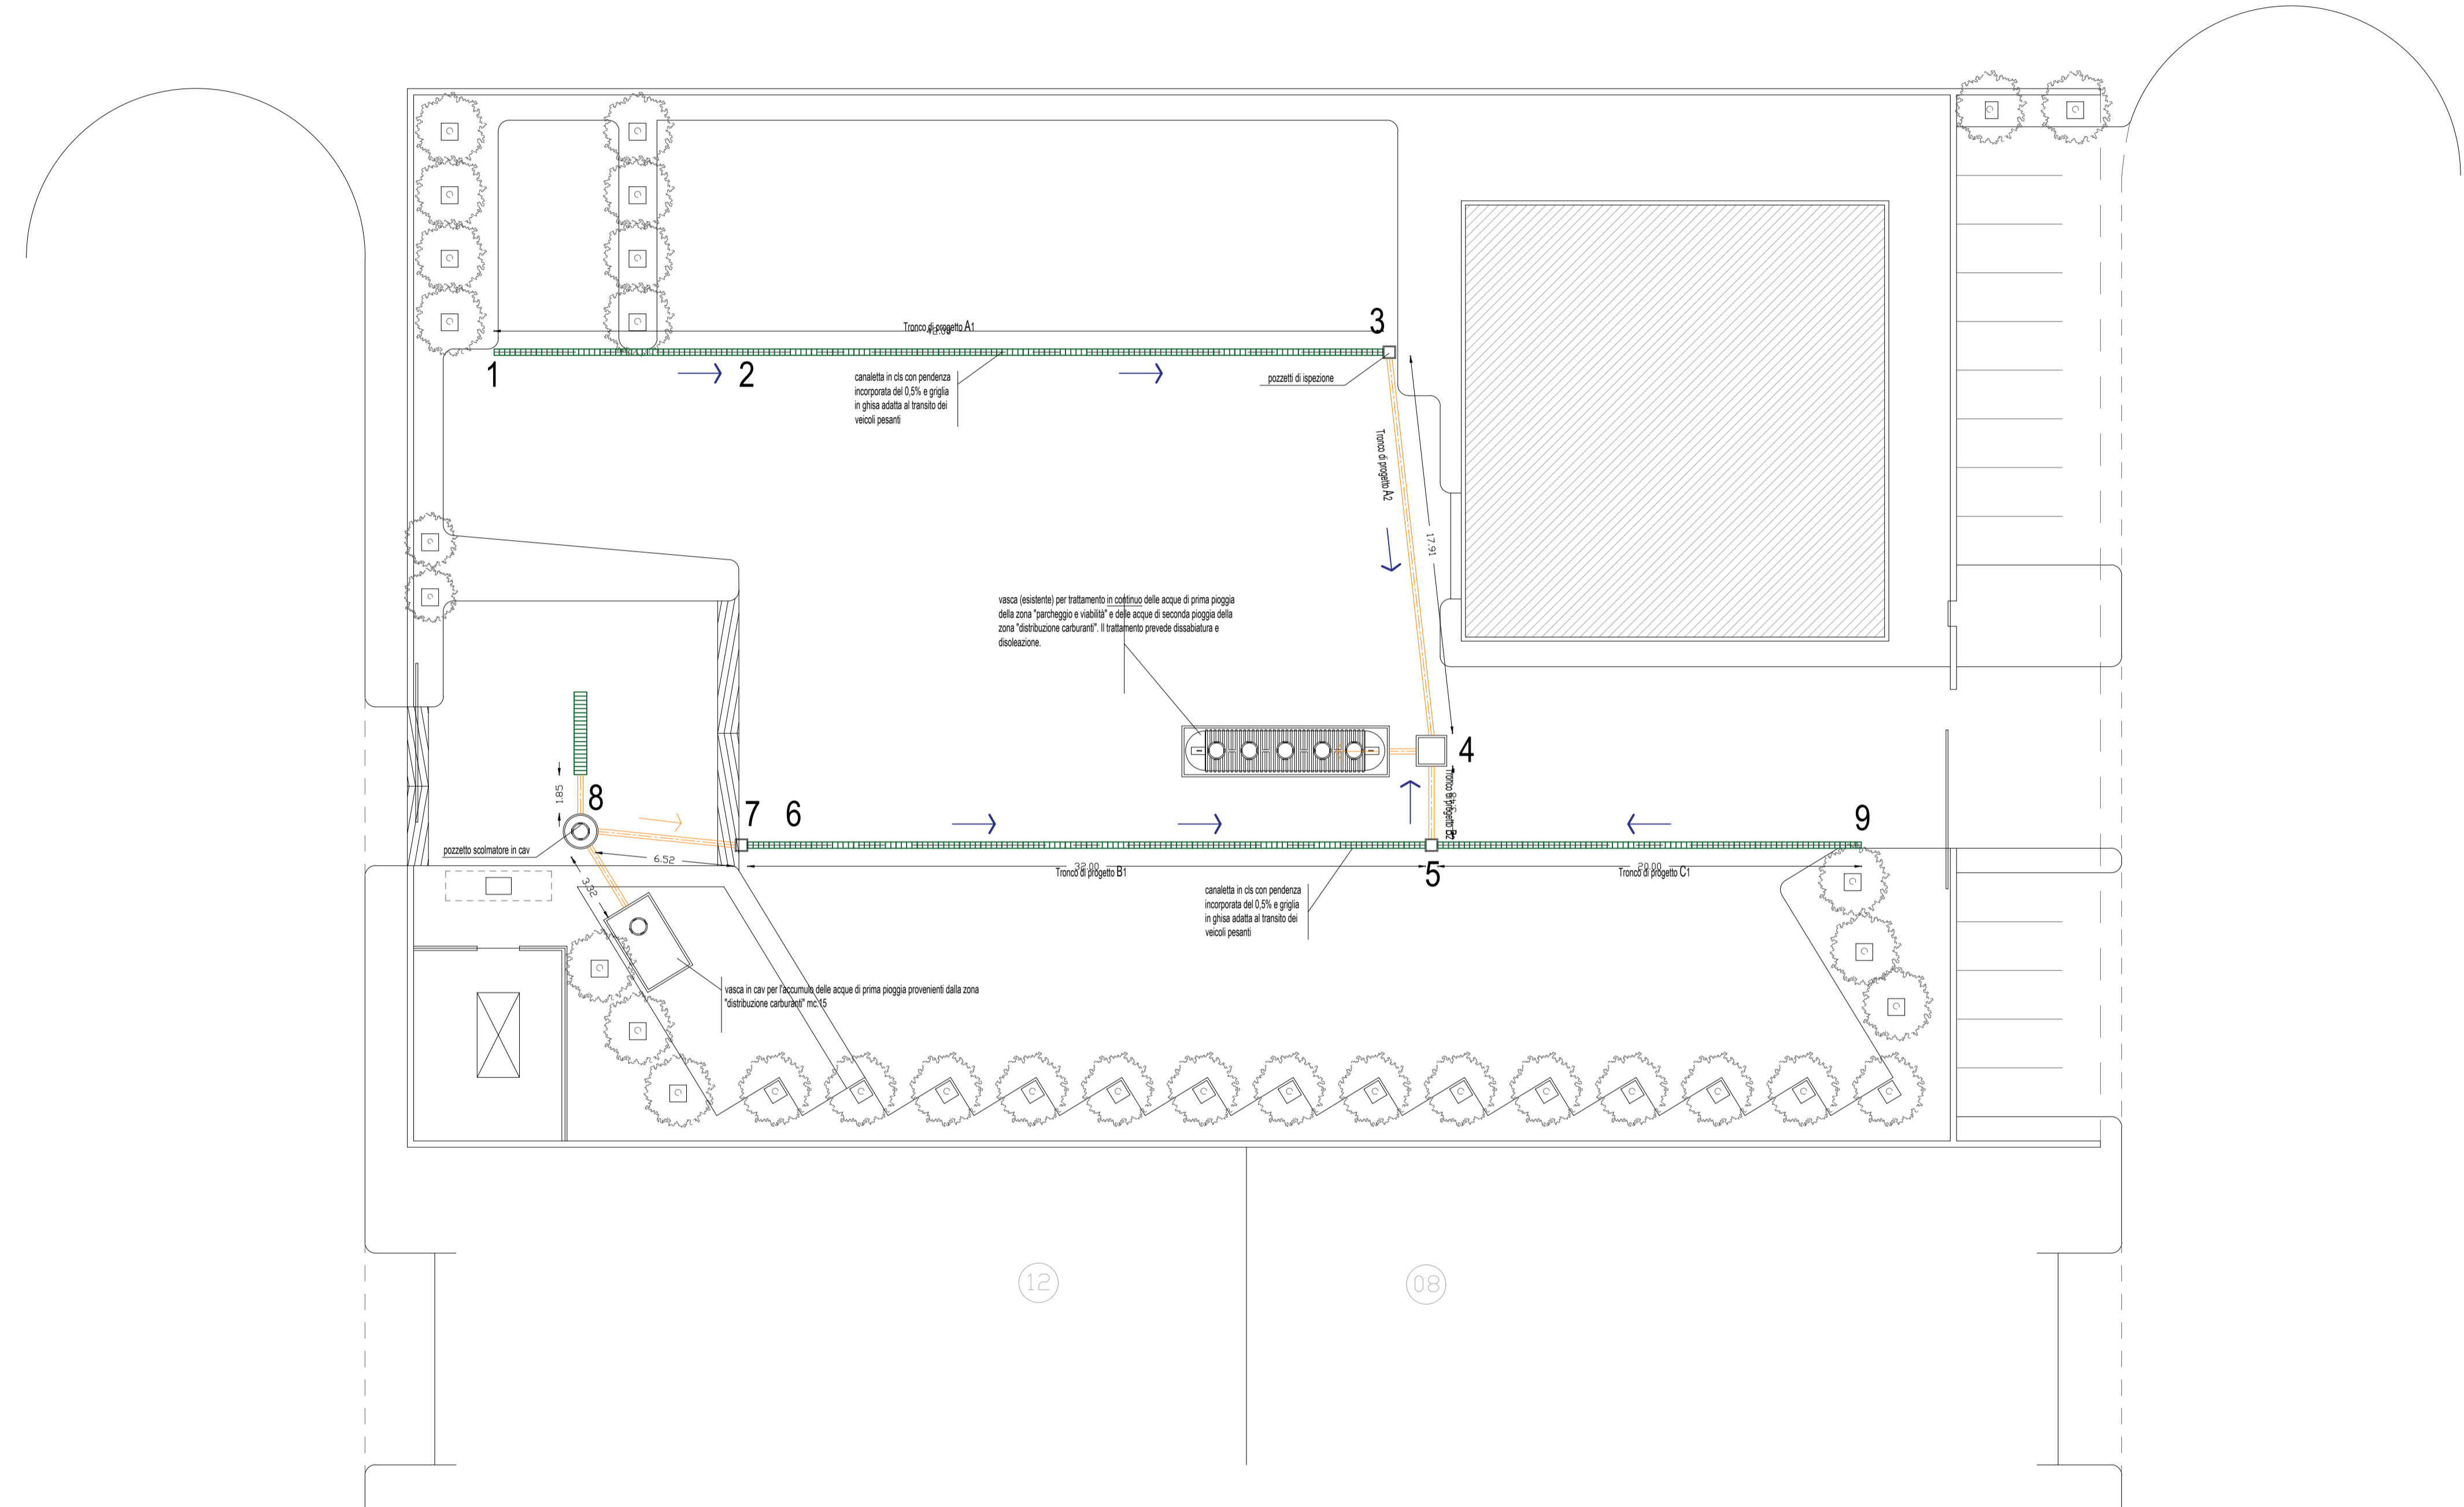 3
Tronco di progetto A1
1
2
canaletta in cls con pendenza
incorporata del 0,5% e griglia
in ghisa adatta al transito dei
veicoli pesanti
pozzetti di ispezione
Tronco di progetto A2
17.91
vasca (esistente) per trattamento in continuo delle acque di prima pioggia
della zona "parcheggio e viabilità" e delle acque di seconda pioggia della
zona "distribuzione carburanti". Il trattamento prevede dissabiatura e
disoleazione.
4
Tronco di progetto B2
1.85
8
7
6
9
pozzetto scolmatore in cav
6.52
3.32
32.00
Tronco di progetto B1
5
20.00
Tronco di progetto C1
canaletta in cls con pendenza
incorporata del 0,5% e griglia
in ghisa adatta al transito dei
veicoli pesanti
vasca in cav per l'accumulo delle acque di prima pioggia provenienti dalla zona
"distribuzione carburanti" mc.15
12
08